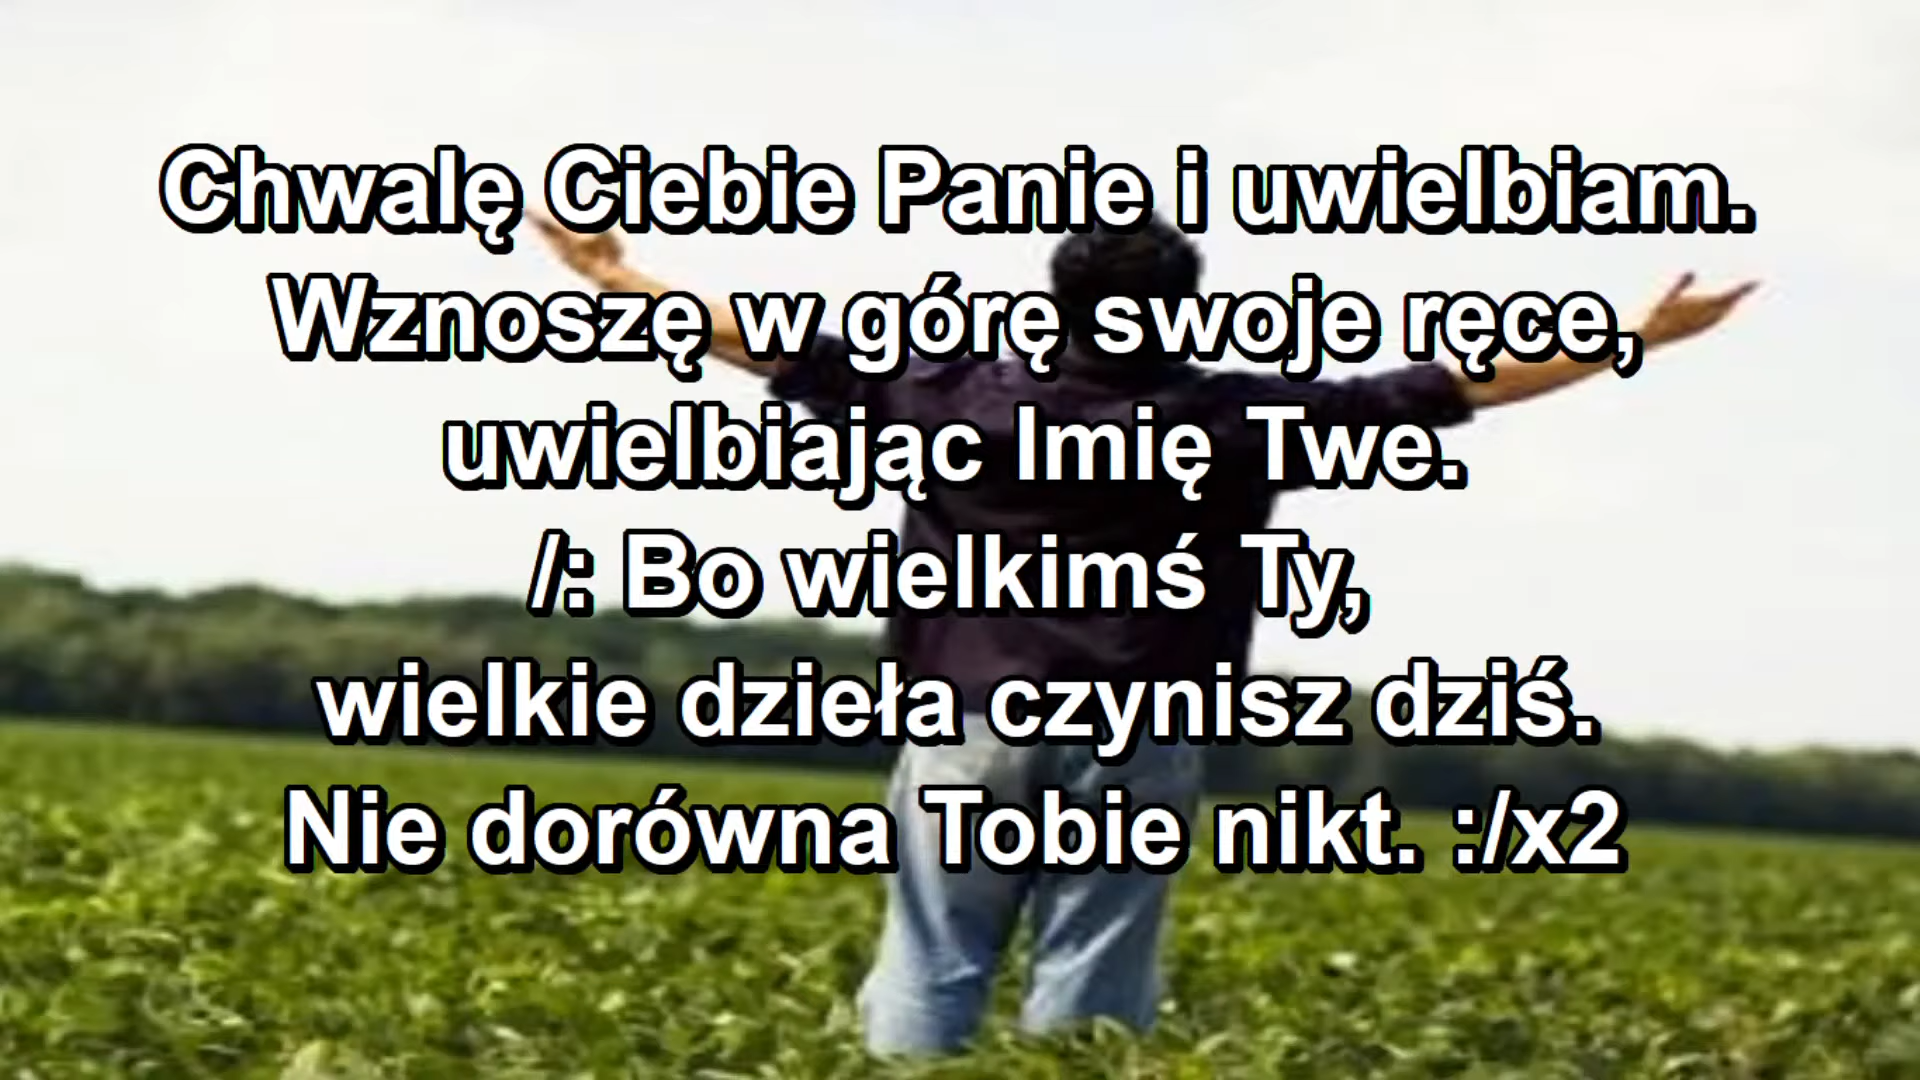 Chwalę Ciebie Panie i uwielbiam.
Wznoszę w górę swoje ręce,
uwielbiając Imię Twe.
/: Bo wielkimś Ty,
wielkie dzieła czynisz dziś.
Nie dorówna Tobie nikt. :/x2